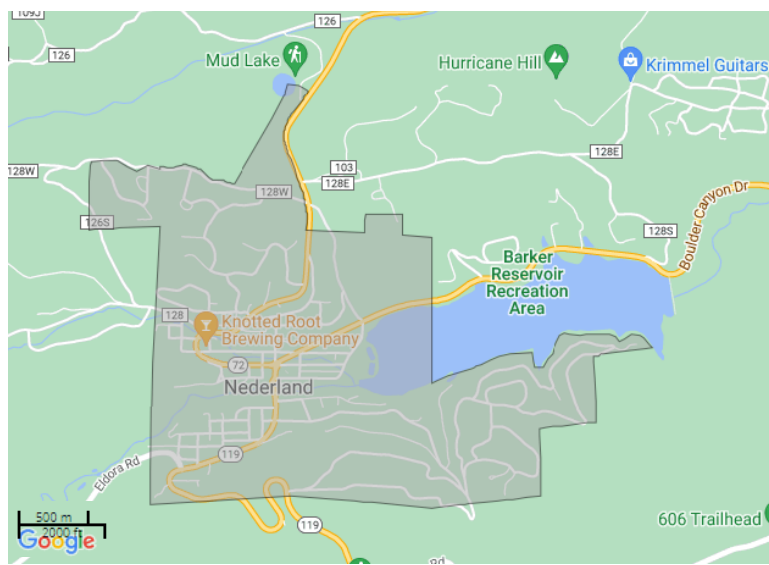 109J
126
126
Mud Lake
Hurricane Hill
Krimmel Guitars
128E
103
128W
128E
128W
126S
128S
Boulder Canyon Dr
Barker
Reservoir
Recreation
Area
128
Knotted Root
Brewing Company
72
Nederland
119
Eldora Rd
500 m
2000 ft
Google
119
606 Trailhead
Rd